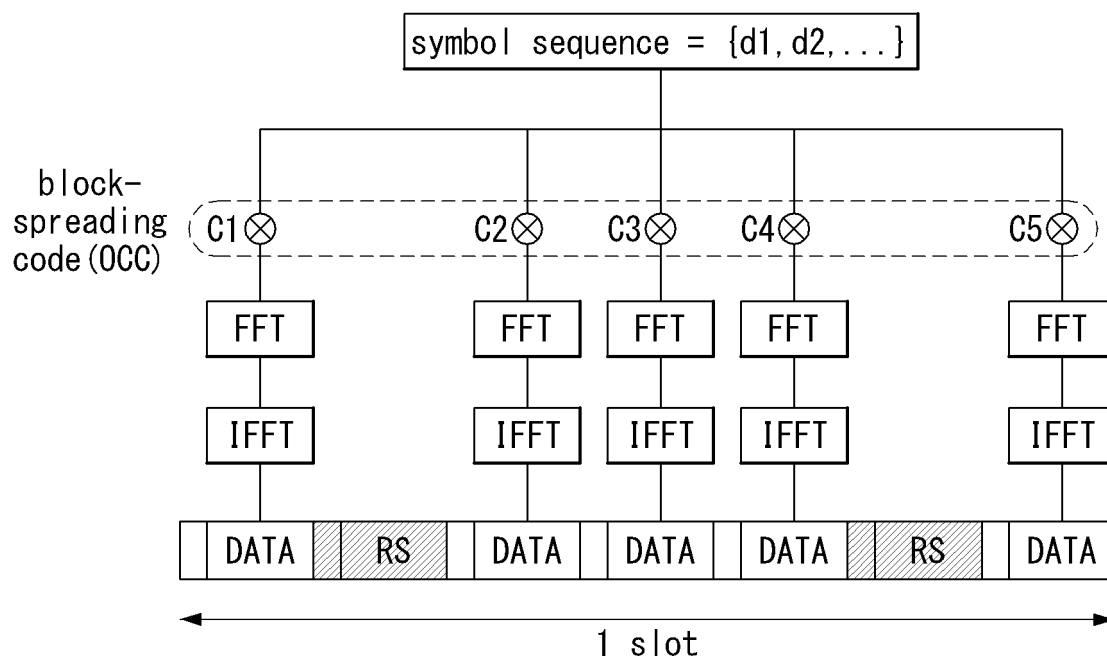 symbol sequence = {d1,d2,...}
block-
spreading
code(OCC)
C1 C2 C3 C4 C5
FFT FFT FFT FFT FFT
IFFT IFFT IFFT IFFT IFFT
DATA RS DATA DATA DATA RS DATA
1 slot